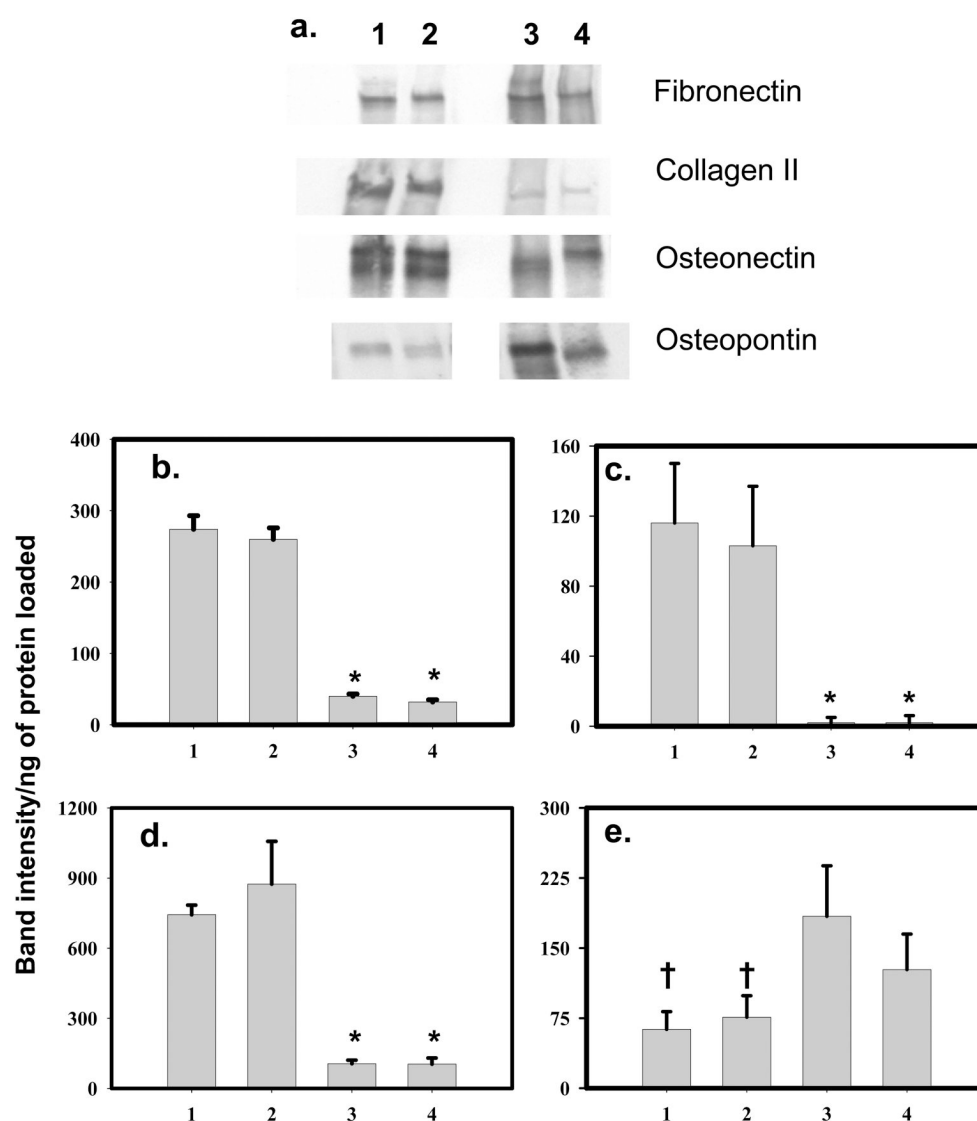 a. 1 2 3 4
Fibronectin
Collagen II
Osteonectin
Osteopontin
Band intensity/ng of protein loaded
b.
400
300
200
100
0
* *
1 2 3 4
c.
160
120
80
40
0
* *
1 2 3 4
d.
1200
900
600
300
0
* *
1 2 3 4
e.
300
225
150
75
0
† †
1 2 3 4